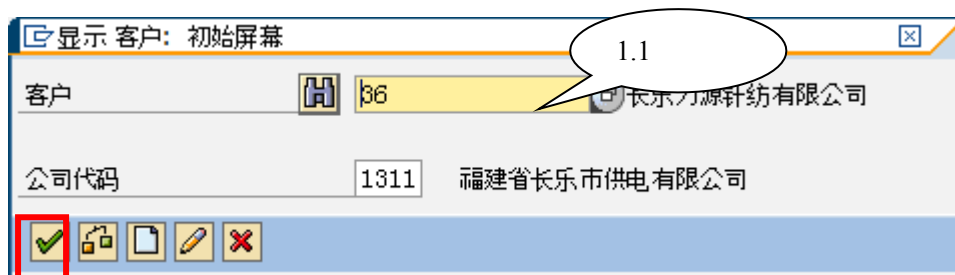 显示 客户: 初始屏幕
1.1
客户 36 长乐力源针纺有限公司
公司代码 1311 福建省长乐市供电有限公司